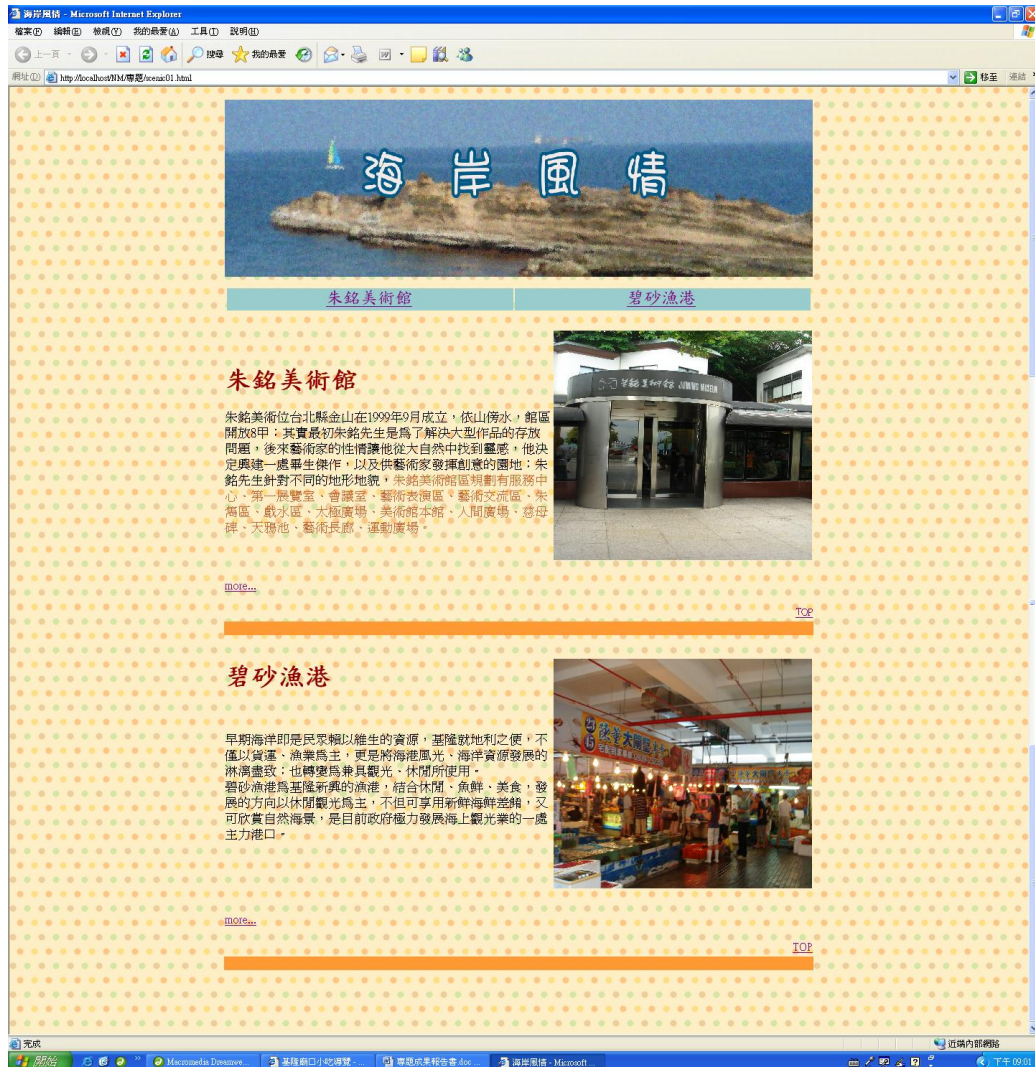 海岸風情 - Microsoft Internet Explorer
檔案(F) 編輯(E) 檢視(V) 我的最愛(A) 工具(T) 說明(H)
上一頁 搜尋 我的最愛
網址(D) http://localhost/NM/專題/scenic01.html 移至 連結
海岸風情
朱銘美術館 碧砂漁港
朱銘美術館
朱銘美術位台北縣金山在1999年9月成立，依山傍水，館區
開放8甲；其實最初朱銘先生是為了解決大型作品的存放
問題，後來藝術家的性情讓他從大自然中找到靈感，他決
定興建一處畢生傑作，以及供藝術家發揮創意的園地；朱
銘先生針對不同的地形地貌，朱銘美術館區規劃有服務中
心、第一展覽室、會議室、藝術表演區、藝術交流區、朱
雋區、戲水區、太極廣場、美術館本館、人間廣場、慈母
碑、天鵝池、藝術長廊、運動廣場。
朱銘美術館 JUMING MUSEUM
more...
TOP
碧砂漁港
早期海洋即是民眾賴以維生的資源，基隆就地利之便，不
僅以貨運、漁業為主，更是將海港風光、海洋資源發展的
淋漓盡致；也轉變為兼具觀光、休閒所使用。
碧砂漁港為基隆新興的漁港，結合休閒、魚鮮、美食，發
展的方向以休閒觀光為主，不但可享用新鮮海鮮差餚，又
可欣賞自然海景，是目前政府極力發展海上觀光業的一處
主力港口。
more...
TOP
完成 近端內部網路
開始 Macromedia Dreamwe... 基隆廟口小吃導覽 - ... 專題成果報告書.doc ... 海岸風情 - Microsoft ... 下午 09:01